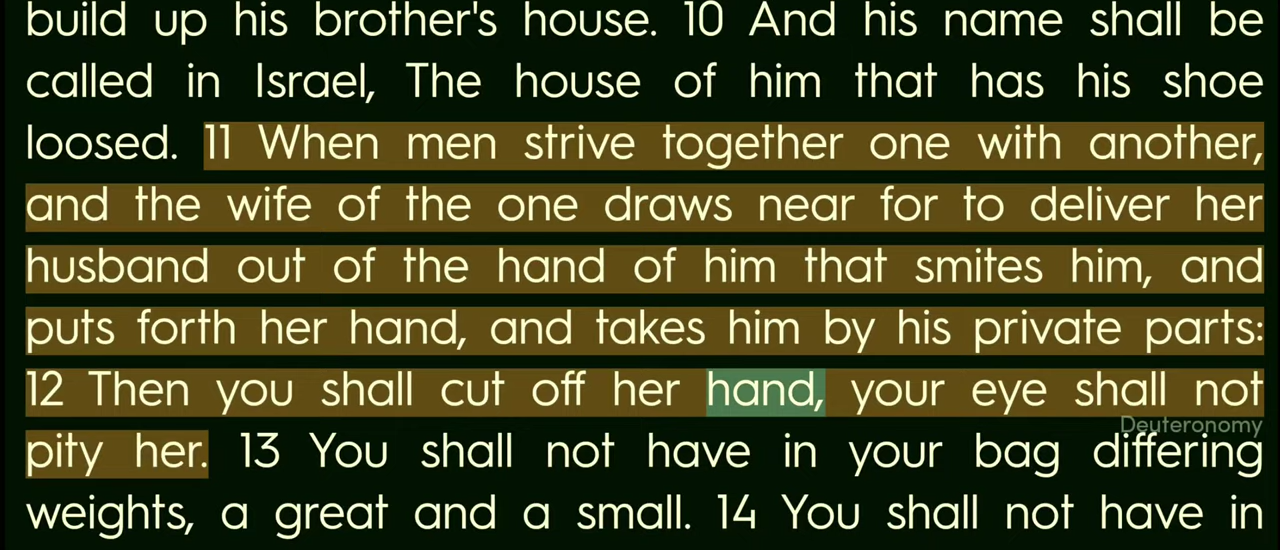 build up his brother's house. 10 And his name shall be
called in Israel, The house of him that has his shoe
loosed. 11 When men strive together one with another,
and the wife of the one draws near for to deliver her
husband out of the hand of him that smites him, and
puts forth her hand, and takes him by his private parts:
12 Then you shall cut off her hand, your eye shall not
Deuteronomy
pity her. 13 You shall not have in your bag differing
weights, a great and a small. 14 You shall not have in